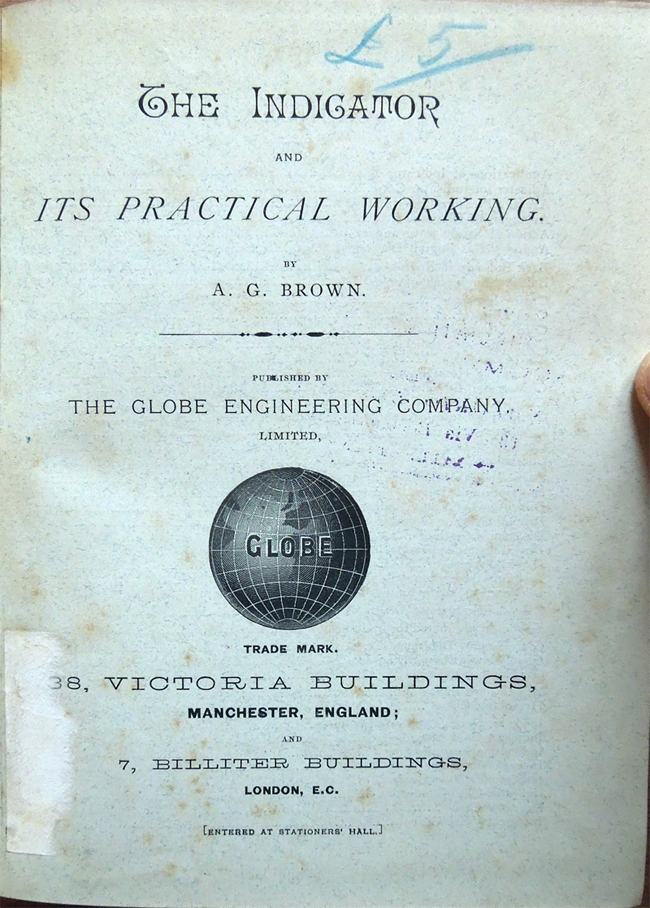 £ 5
THE INDICATOR
AND
ITS PRACTICAL WORKING.
BY
A. G. BROWN.
PUBLISHED BY
THE GLOBE ENGINEERING COMPANY,
LIMITED,
GLOBE
TRADE MARK.
38, VICTORIA BUILDINGS,
MANCHESTER, ENGLAND;
AND
7, BILLITER BUILDINGS,
LONDON, E.C.
[ENTERED AT STATIONERS' HALL.]